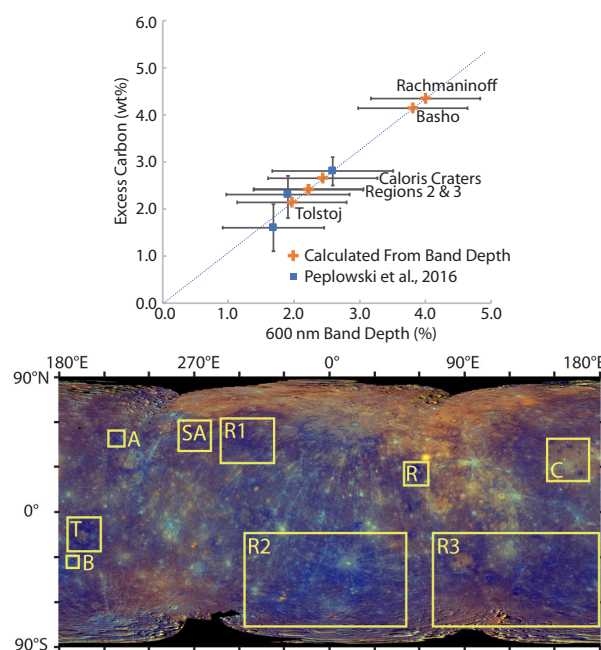 6.0
5.0
4.0
3.0
2.0
1.0
0.0
Excess Carbon (wt%)
Rachmaninoff
Basho
Caloris Craters
Regions 2 & 3
Tolstoj
Calculated From Band Depth
Peplowski et al., 2016
1.0 2.0 3.0 4.0 5.0
600 nm Band Depth (%)
180°E 270°E 0° 90°E 180°E
90°N
0°
90°S
A
SA
R1
R
C
T
B
R2
R3